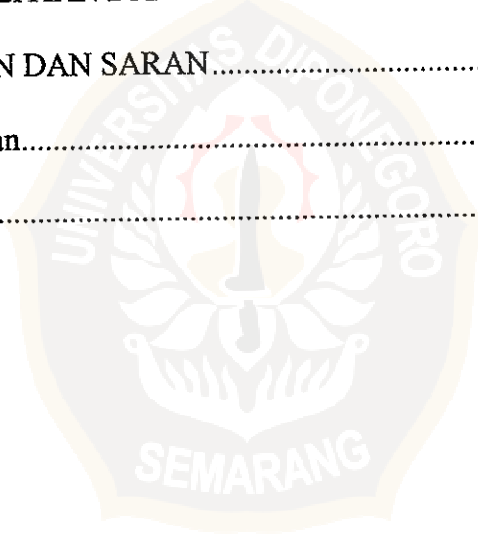 N DAN SARAN........................................
an....................................................................
........................................................................
UNIVERSITAS DIPONEGORO
SEMARANG